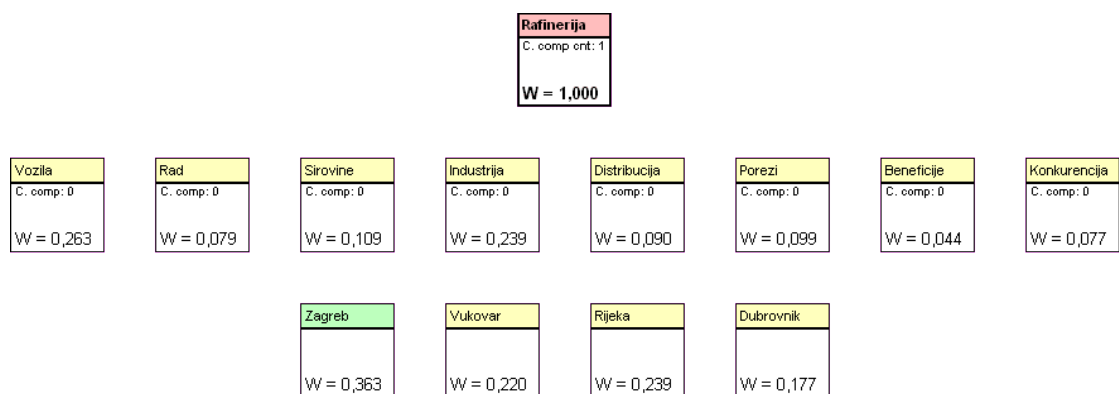 Rafinerija
C. comp cnt: 1
W = 1,000
Vozila
C. comp: 0
W = 0,263
Rad
C. comp: 0
W = 0,079
Sirovine
C. comp: 0
W = 0,109
Industrija
C. comp: 0
W = 0,239
Distribucija
C. comp: 0
W = 0,090
Porezi
C. comp: 0
W = 0,099
Beneficije
C. comp: 0
W = 0,044
Konkurencija
C. comp: 0
W = 0,077
Zagreb
W = 0,363
Vukovar
W = 0,220
Rijeka
W = 0,239
Dubrovnik
W = 0,177